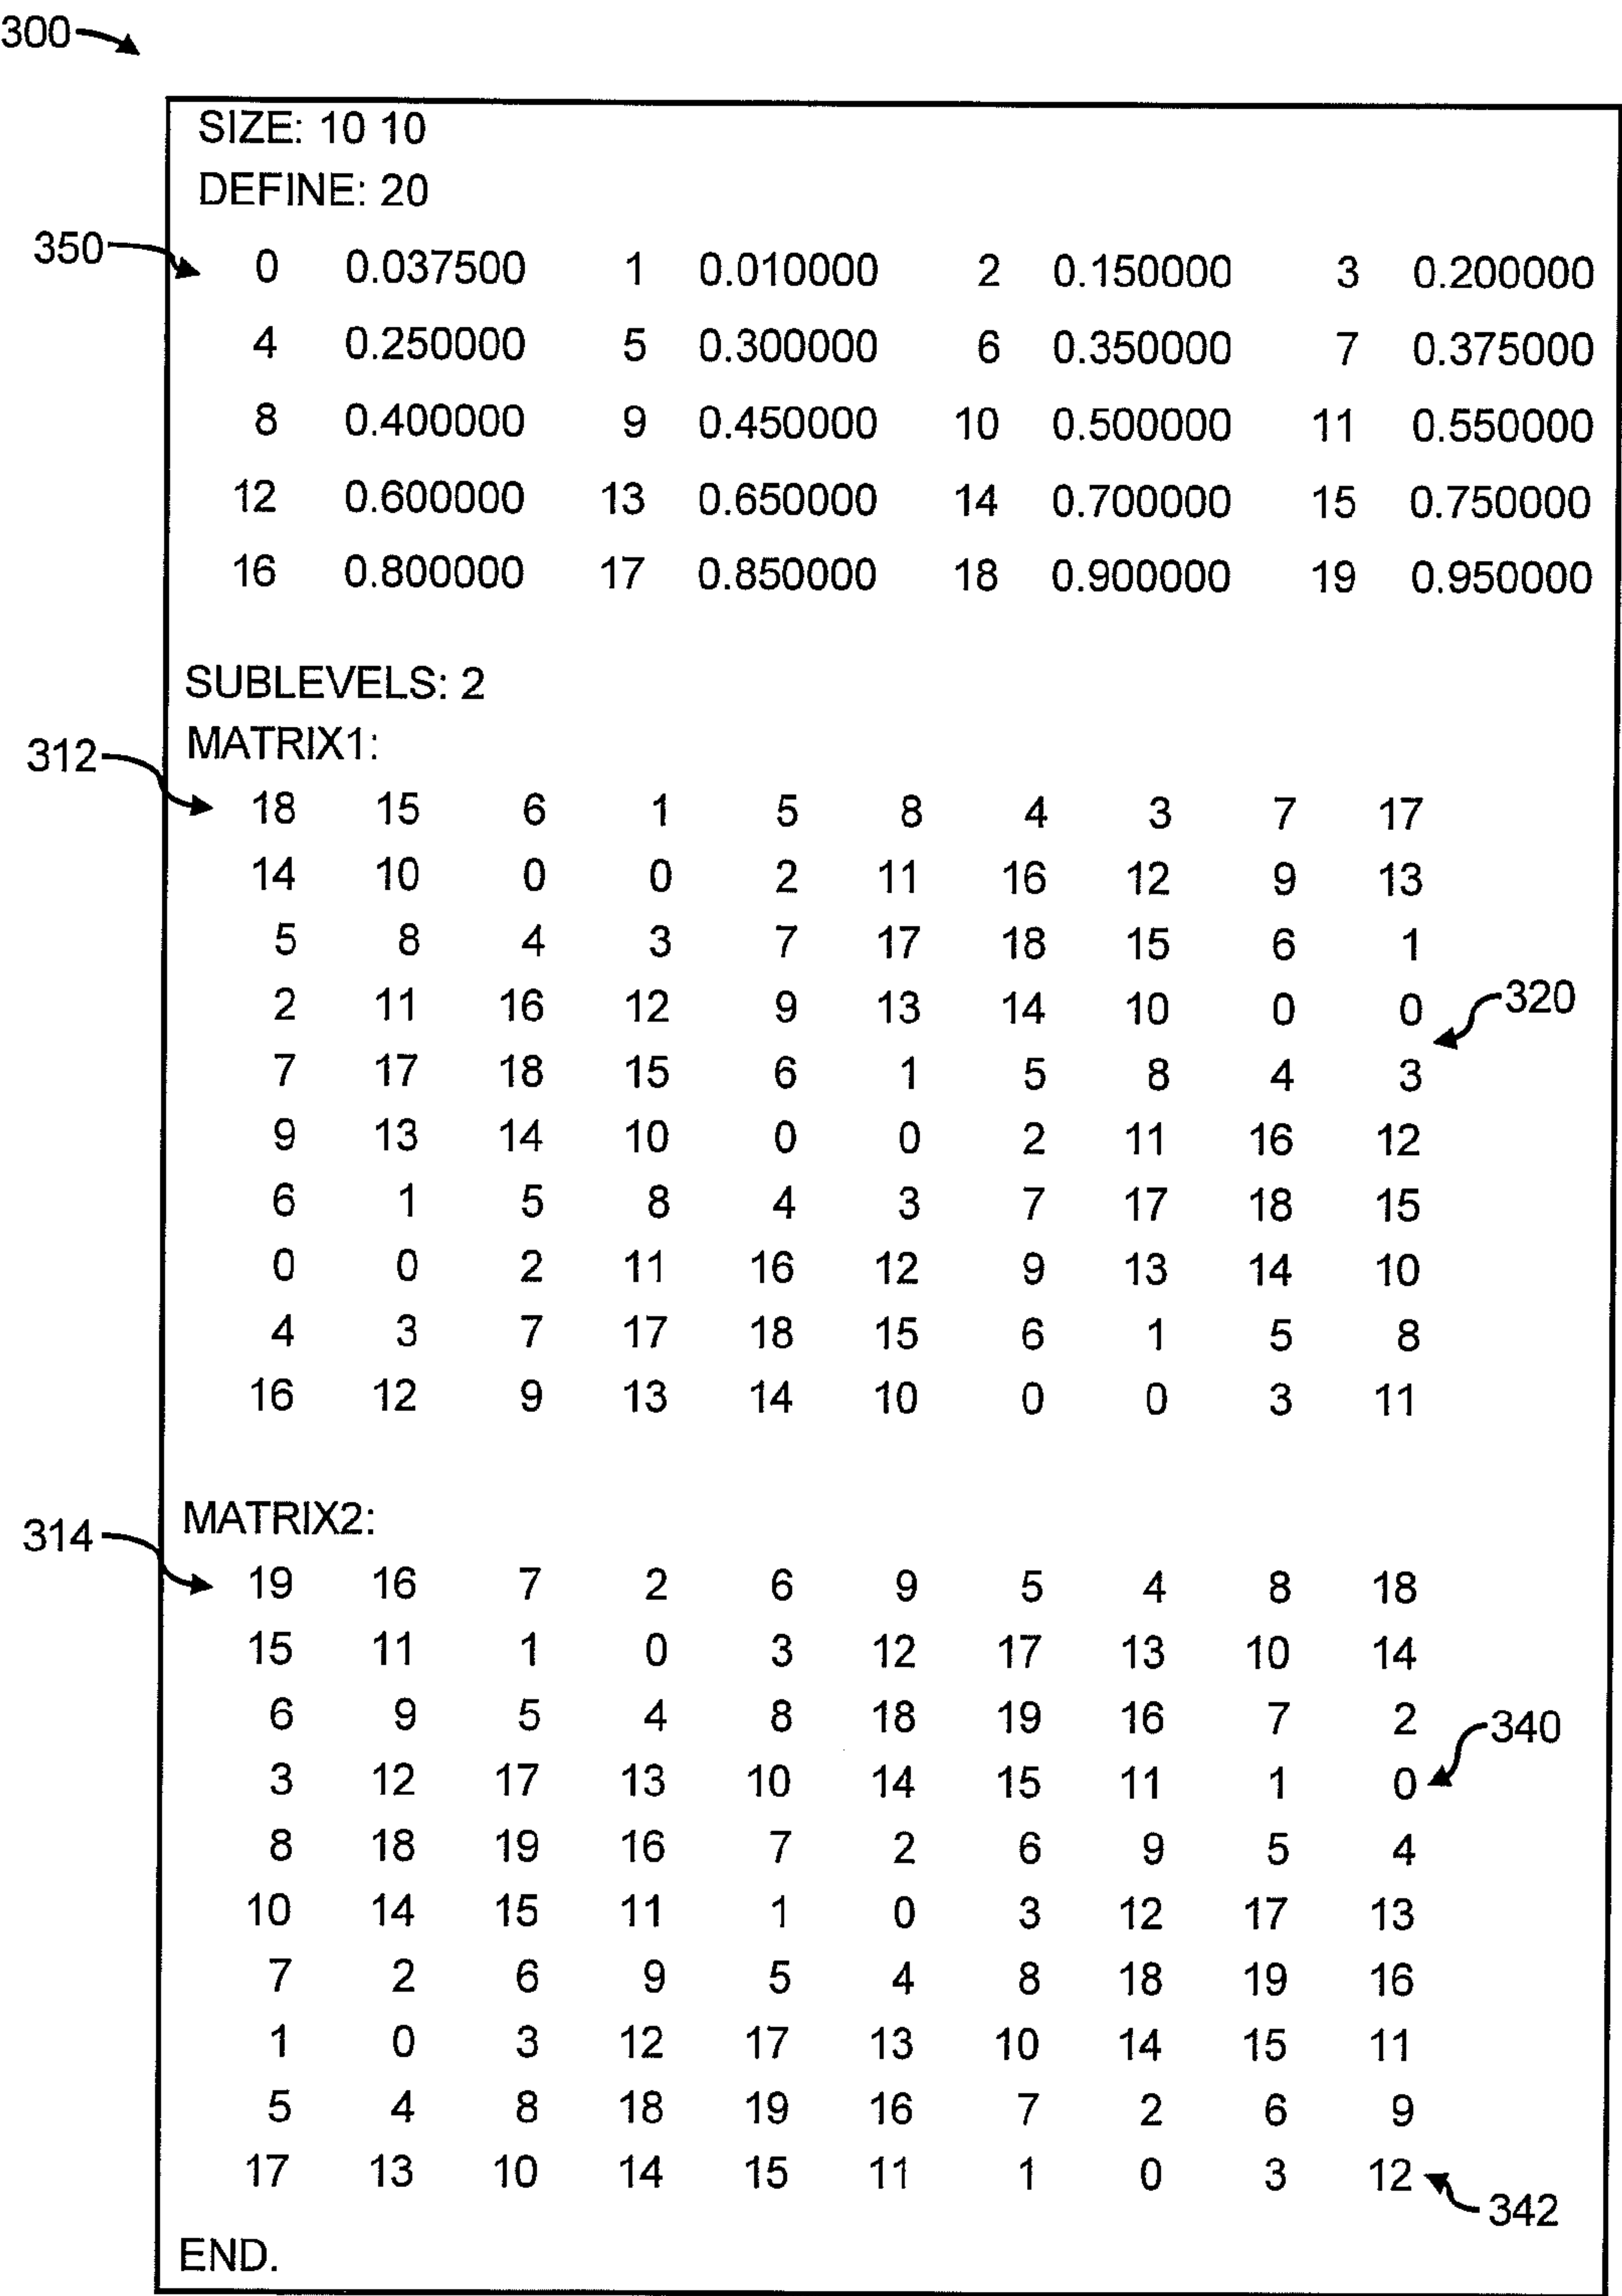 300
SIZE: 10 10
DEFINE: 20
350 0 0.037500 1 0.010000 2 0.150000 3 0.200000
4 0.250000 5 0.300000 6 0.350000 7 0.375000
8 0.400000 9 0.450000 10 0.500000 11 0.550000
12 0.600000 13 0.650000 14 0.700000 15 0.750000
16 0.800000 17 0.850000 18 0.900000 19 0.950000
SUBLEVELS: 2
MATRIX1:
312 18 15 6 1 5 8 4 3 7 17
14 10 0 0 2 11 16 12 9 13
5 8 4 3 7 17 18 15 6 1
2 11 16 12 9 13 14 10 0 0 320
7 17 18 15 6 1 5 8 4 3
9 13 14 10 0 0 2 11 16 12
6 1 5 8 4 3 7 17 18 15
0 0 2 11 16 12 9 13 14 10
4 3 7 17 18 15 6 1 5 8
16 12 9 13 14 10 0 0 3 11
MATRIX2:
314 19 16 7 2 6 9 5 4 8 18
15 11 1 0 3 12 17 13 10 14
6 9 5 4 8 18 19 16 7 2 340
3 12 17 13 10 14 15 11 1 0
8 18 19 16 7 2 6 9 5 4
10 14 15 11 1 0 3 12 17 13
7 2 6 9 5 4 8 18 19 16
1 0 3 12 17 13 10 14 15 11
5 4 8 18 19 16 7 2 6 9
17 13 10 14 15 11 1 0 3 12 342
END.